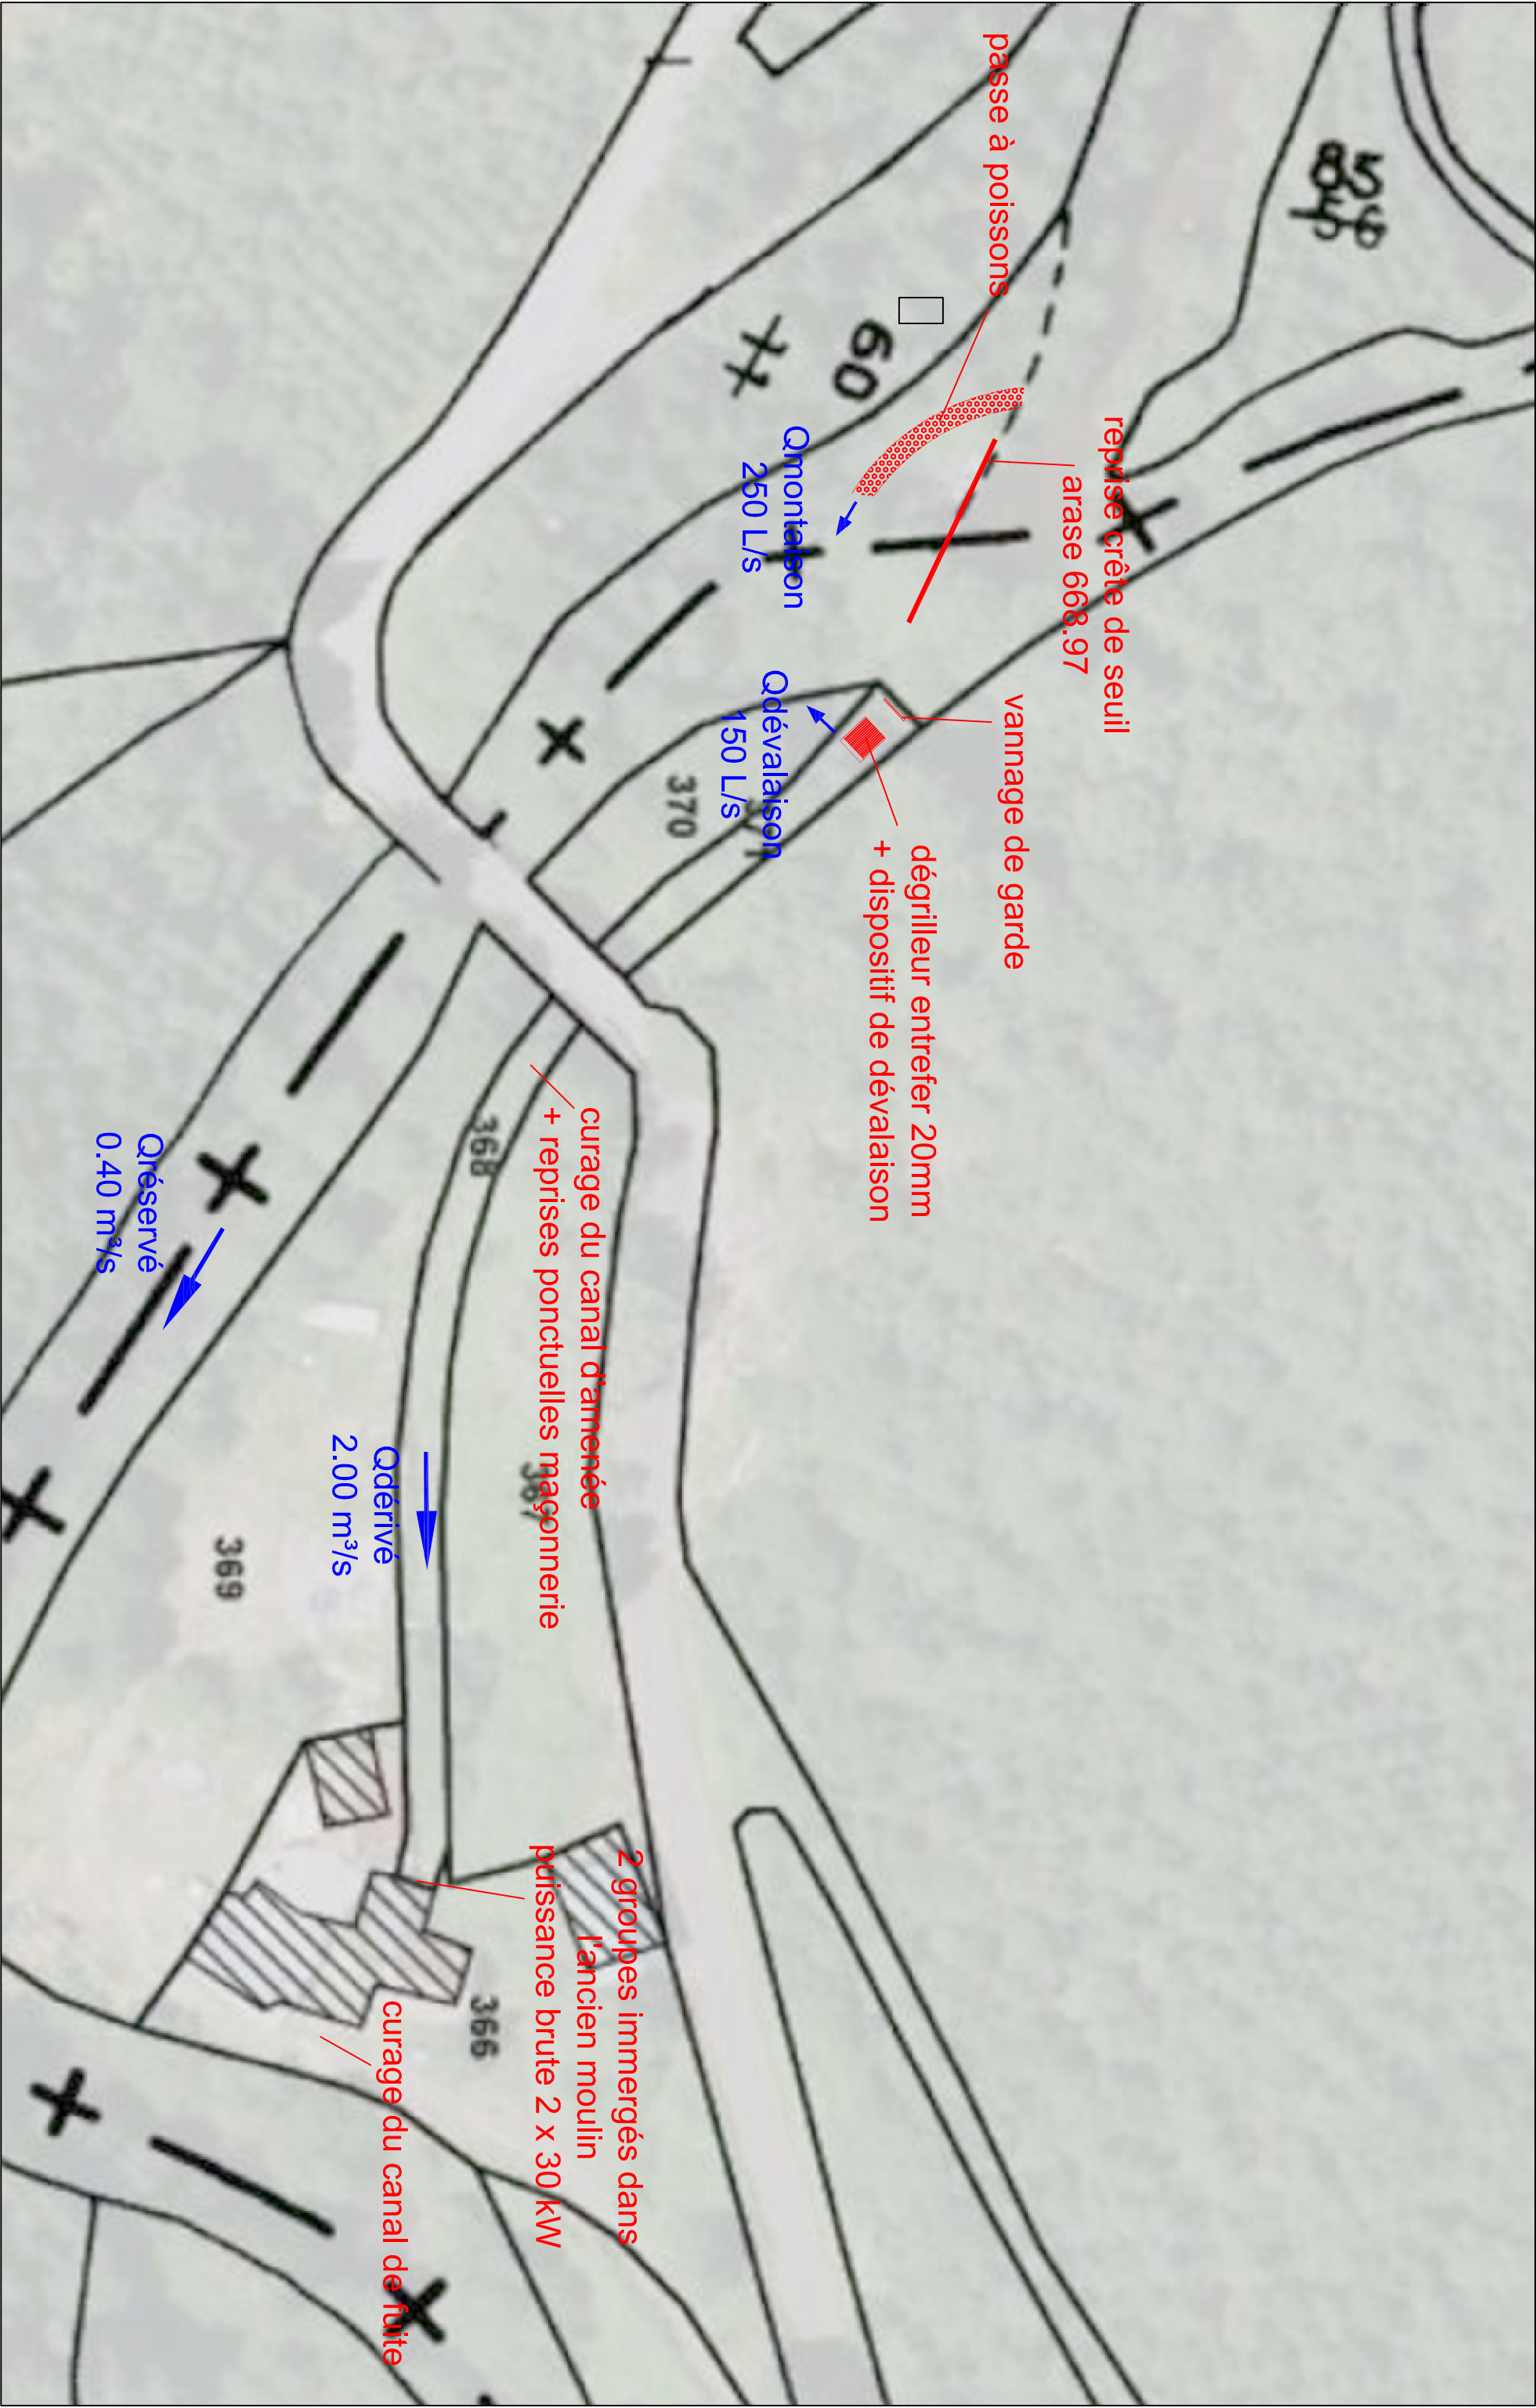 passe à poissons
reprise crête de seuil
arase 668.97
Qmontaison
250 L/s
vannage de garde
Qdévalaison
150 L/s
dégrilleur entrefer 20mm
+ dispositif de dévalaison
curage du canal d'amenée
+ reprises ponctuelles maçonnerie
Qréservé
0.40 m³/s
Qdérivé
2.00 m³/s
2 groupes immergés dans
l'ancien moulin
puissance brute 2 x 30 kW
curage du canal de fuite
60
370
371
368
367
369
366